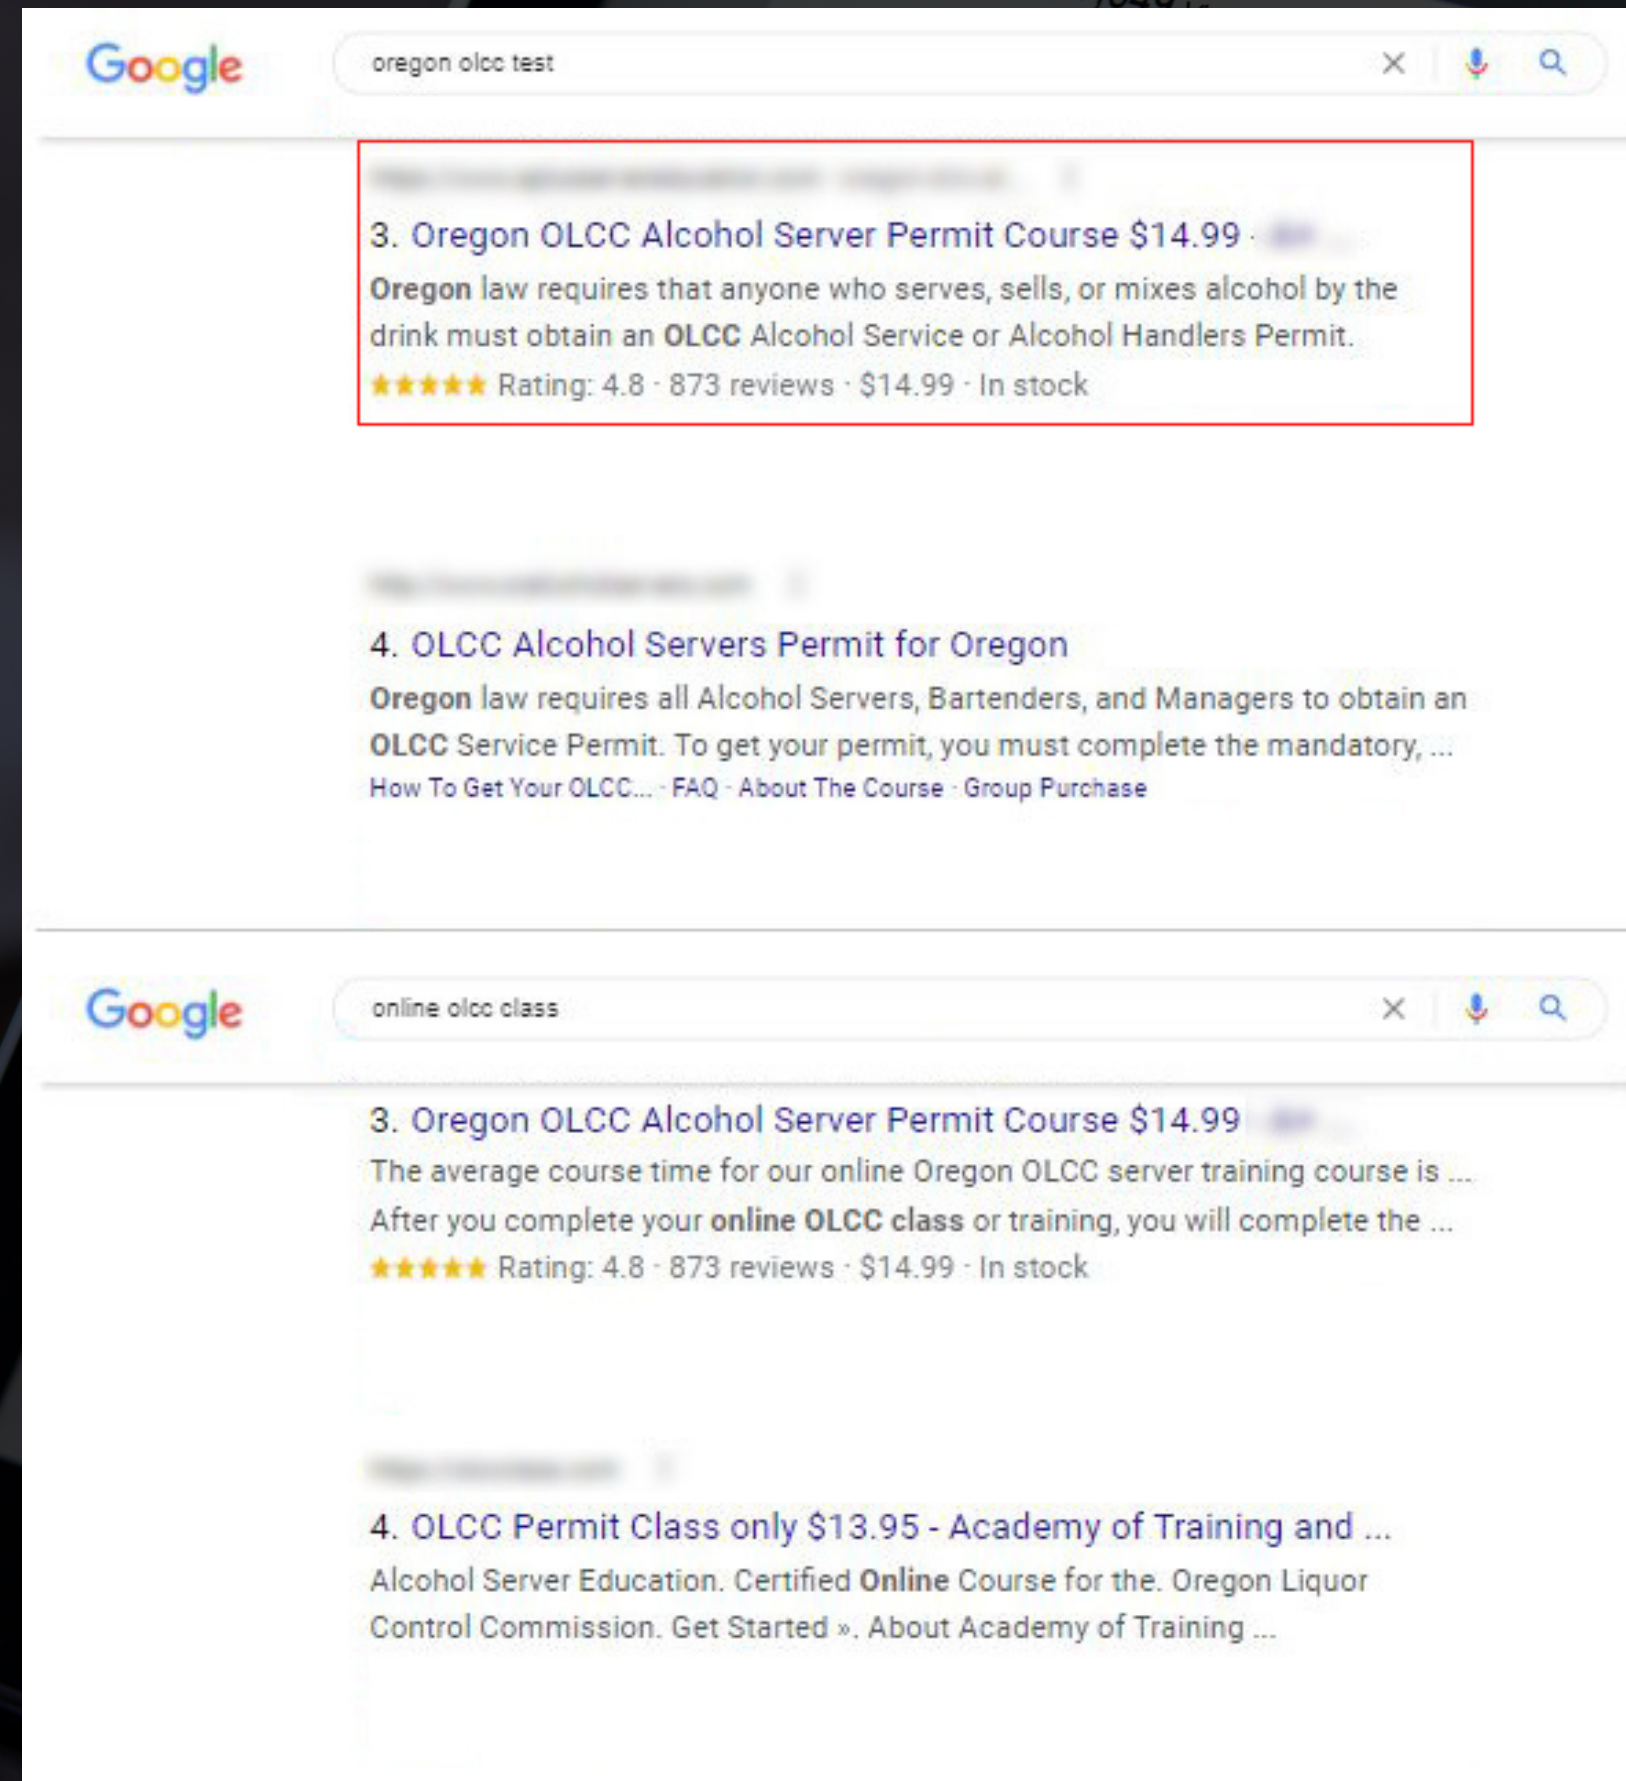 Google
oregon olcc test
3. Oregon OLCC Alcohol Server Permit Course $14.99 ·
Oregon law requires that anyone who serves, sells, or mixes alcohol by the
drink must obtain an OLCC Alcohol Service or Alcohol Handlers Permit.
Rating: 4.8 · 873 reviews · $14.99 · In stock
4. OLCC Alcohol Servers Permit for Oregon
Oregon law requires all Alcohol Servers, Bartenders, and Managers to obtain an
OLCC Service Permit. To get your permit, you must complete the mandatory, ...
How To Get Your OLCC... · FAQ · About The Course · Group Purchase
Google
online olcc class
3. Oregon OLCC Alcohol Server Permit Course $14.99
The average course time for our online Oregon OLCC server training course is ...
After you complete your online OLCC class or training, you will complete the ...
Rating: 4.8 · 873 reviews · $14.99 · In stock
4. OLCC Permit Class only $13.95 - Academy of Training and ...
Alcohol Server Education. Certified Online Course for the. Oregon Liquor
Control Commission. Get Started ». About Academy of Training ...